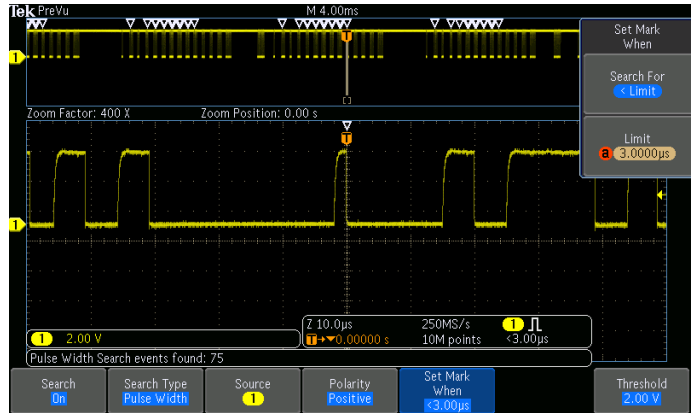 Tek PreVu M 4.00ms
Set Mark
When
1
T
Search For
< Limit
Zoom Factor: 400 X Zoom Position: 0.00 s
Limit
a 3.0000µs
T
1
1 2.00 V
Z 10.0µs 250MS/s 1
T→▼0.00000 s 10M points <3.00µs
Pulse Width Search events found: 75
Search
On
Search Type
Pulse Width
Source
1
Polarity
Positive
Set Mark
When
<3.00µs
Threshold
2.00 V